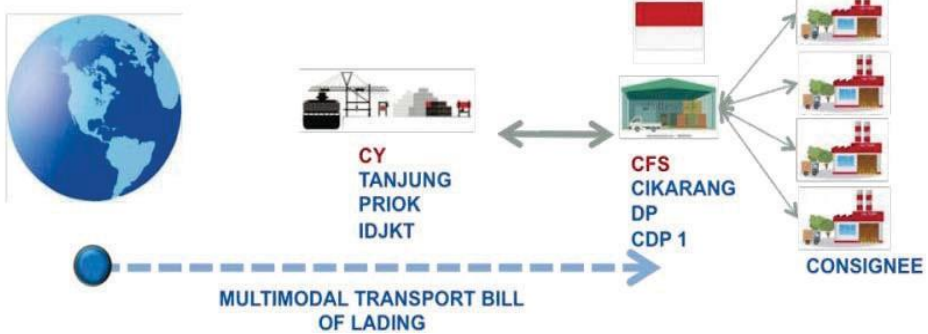 CY
TANJUNG
PRIOK
IDJKT
CFS
CIKARANG
DP
CDP 1
CONSIGNEE
MULTIMODAL TRANSPORT BILL
OF LADING